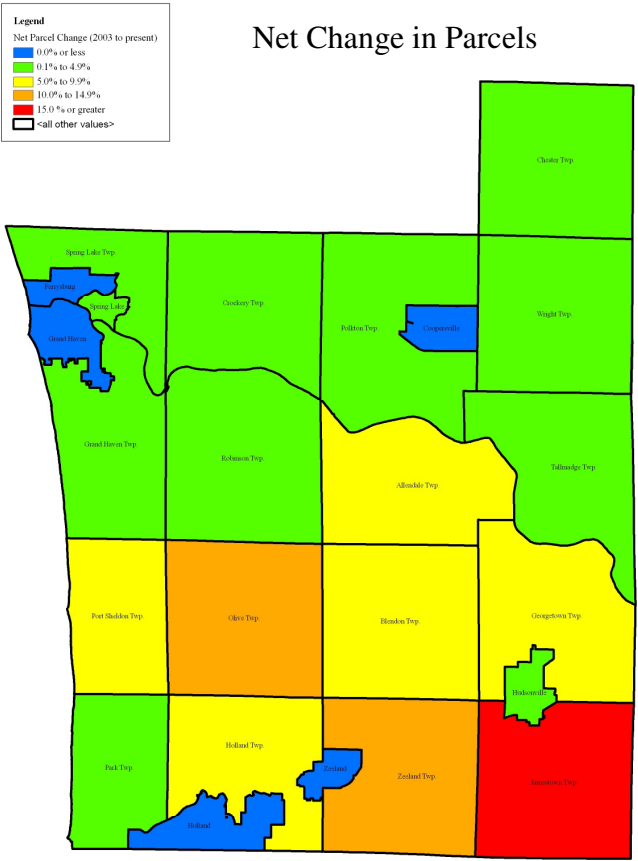 Legend
Net Parcel Change (2003 to present)
0.0% or less
0.1% to 4.9%
5.0% to 9.9%
10.0% to 14.9%
15.0 % or greater
<all other values>
Net Change in Parcels
Chester Twp.
Spring Lake Twp.
Ferrysburg
Spring Lake
Crockery Twp.
Polkton Twp.
Coopersville
Wright Twp.
Grand Haven
Grand Haven Twp.
Robinson Twp.
Allendale Twp.
Tallmadge Twp.
Port Sheldon Twp.
Olive Twp.
Blendon Twp.
Georgetown Twp.
Hudsonville
Park Twp.
Holland Twp.
Zeeland
Zeeland Twp.
Jamestown Twp.
Holland